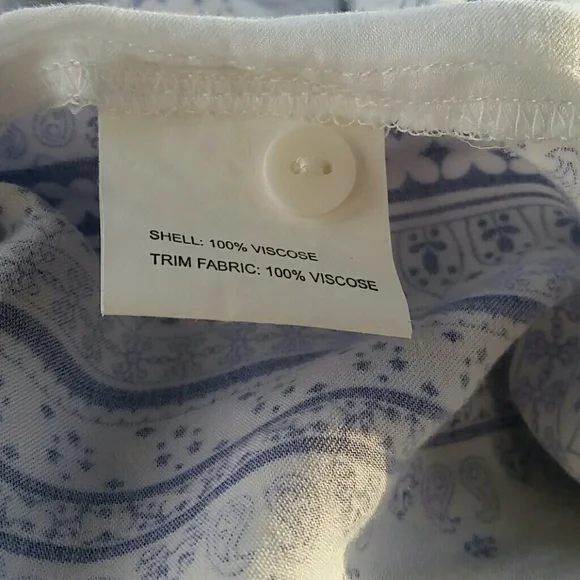 SHELL: 100% VISCOSE
TRIM FABRIC: 100% VISCOSE